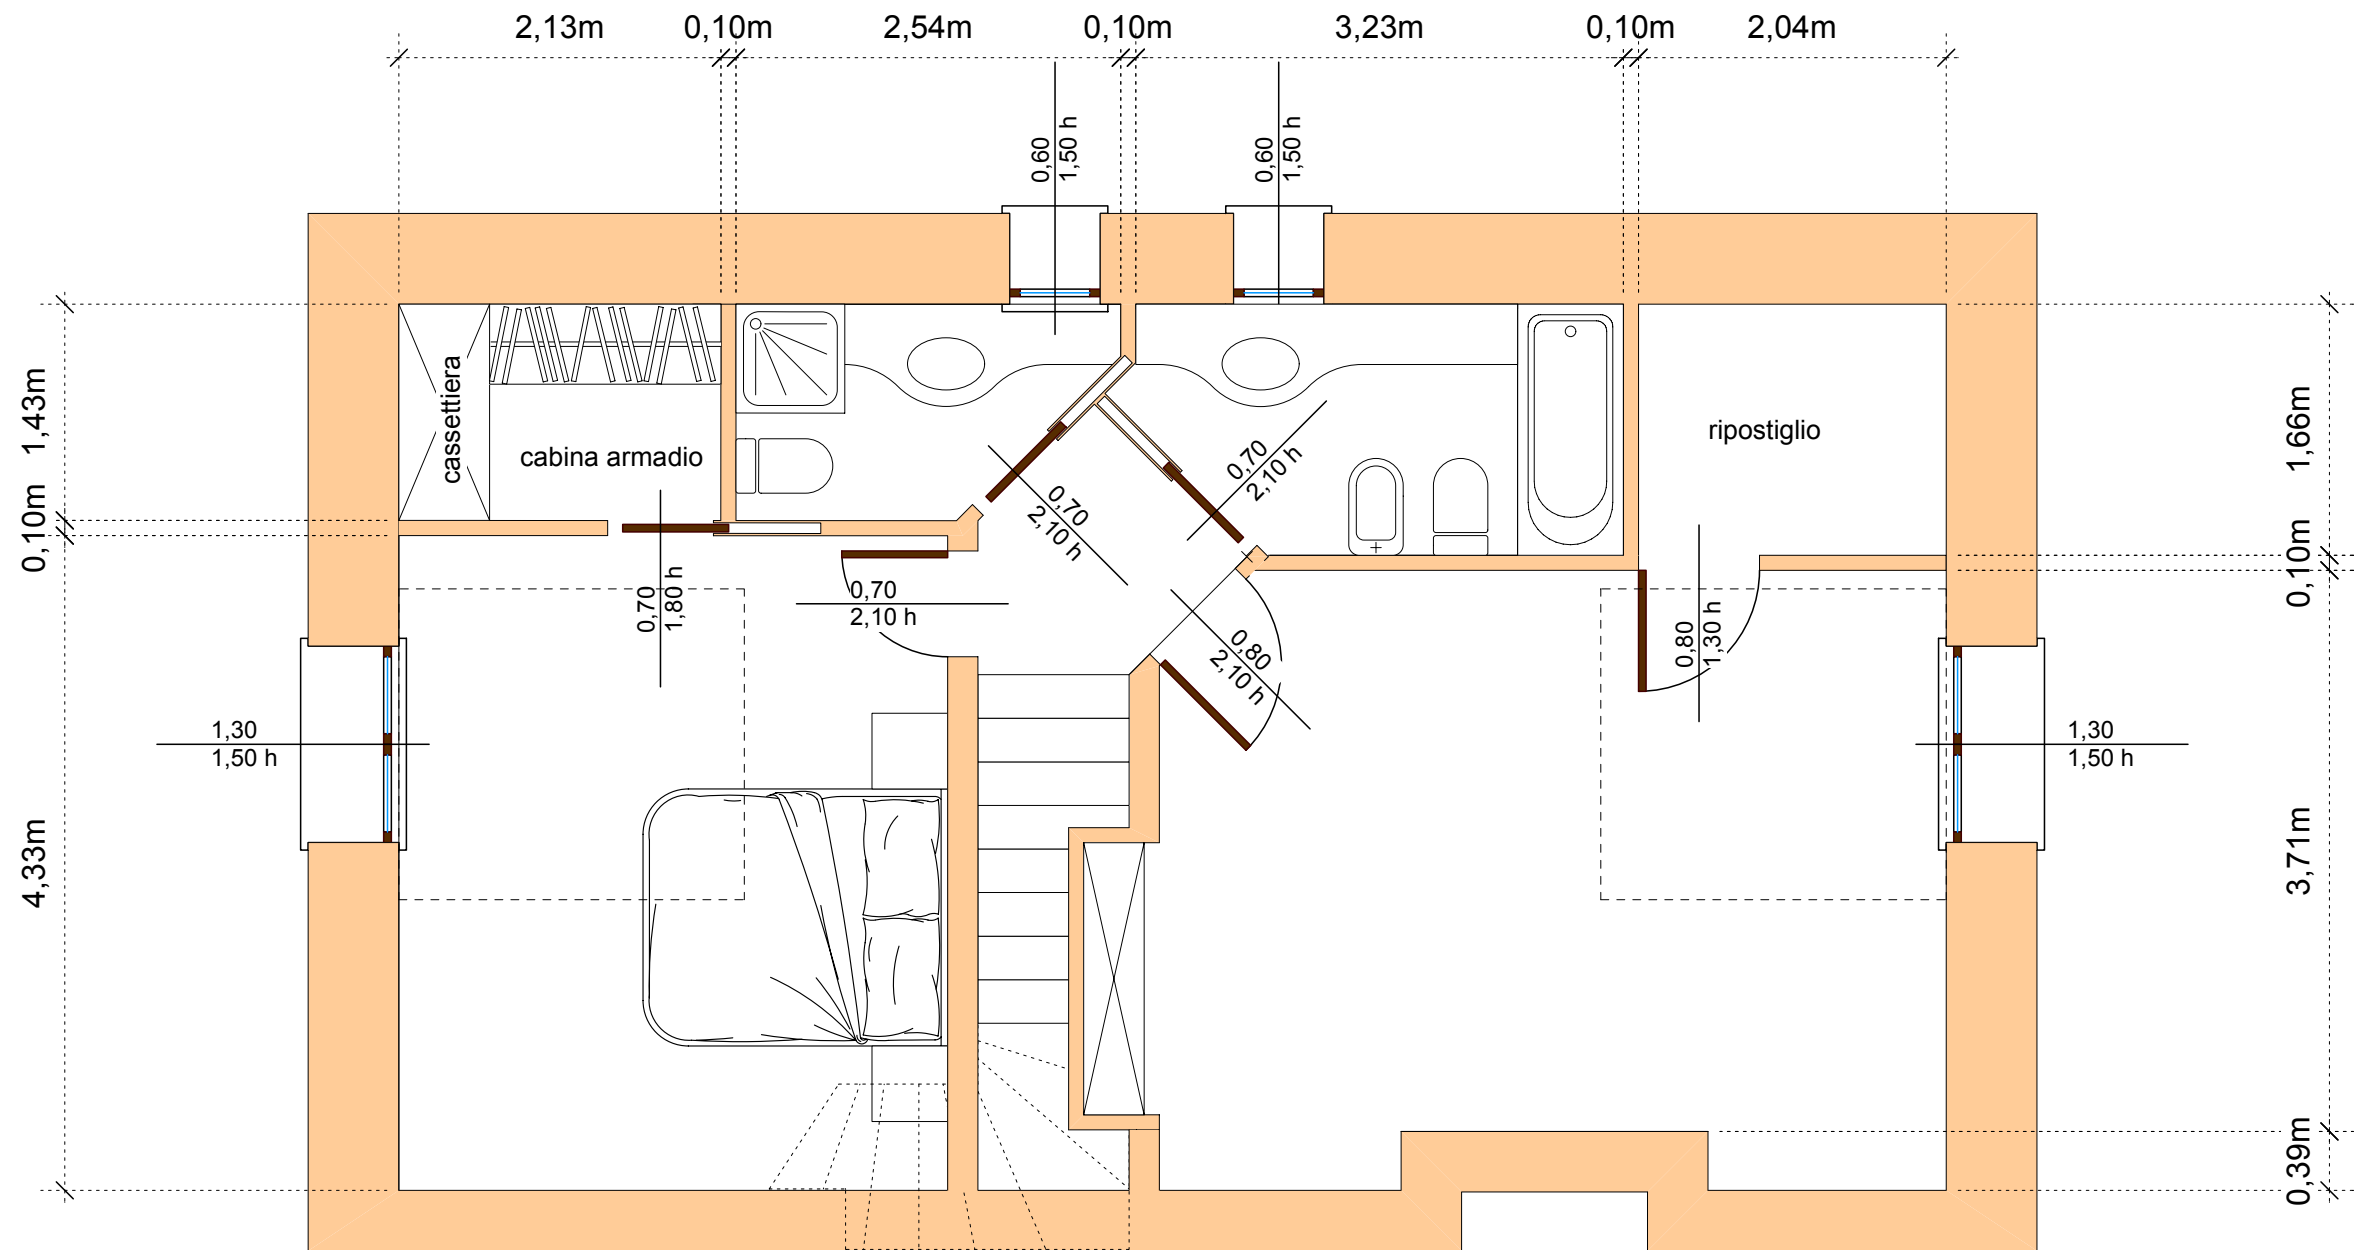 2,13m
0,10m
2,54m
0,10m
3,23m
0,10m
2,04m
0,60
1,50 h
0,60
1,50 h
1,43m
0,10m
4,33m
cassettiera
cabina armadio
ripostiglio
0,70
2,10 h
0,70
2,10 h
0,70
1,80 h
0,70
2,10 h
0,80
2,10 h
0,80
1,30 h
1,30
1,50 h
1,30
1,50 h
1,66m
0,10m
3,71m
0,39m